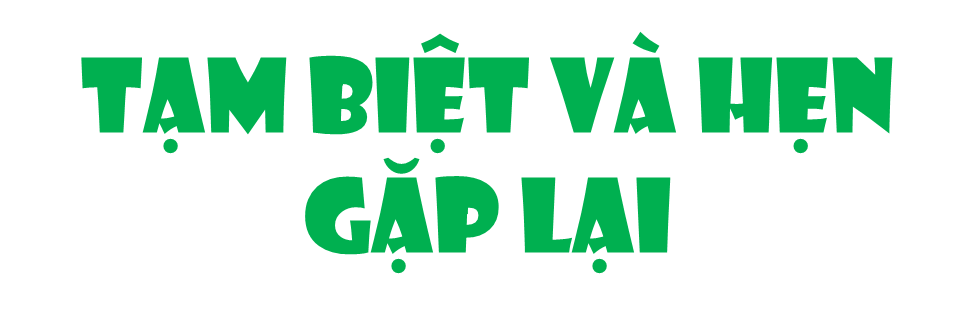 TẠM BIỆT VÀ HẸN
GẶP LẠI